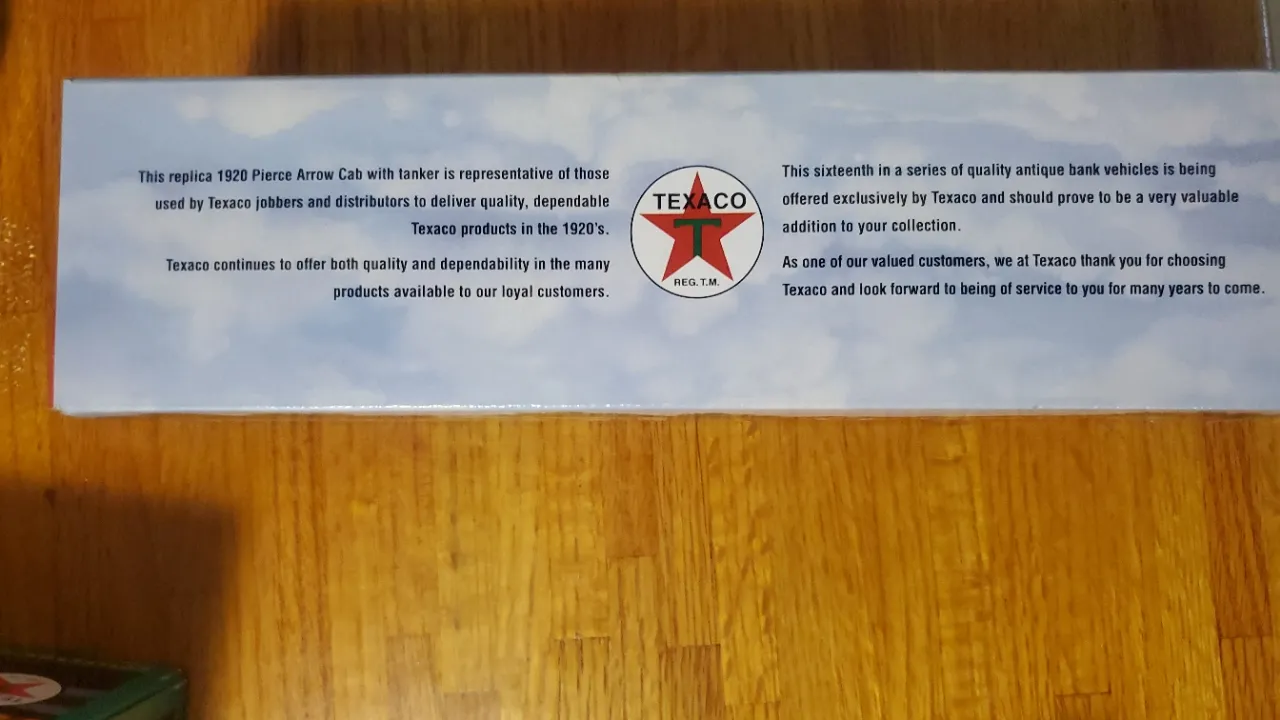 This replica 1920 Pierce Arrow Cab with tanker is representative of those
used by Texaco jobbers and distributors to deliver quality, dependable
Texaco products in the 1920's.
Texaco continues to offer both quality and dependability in the many
products available to our loyal customers.
TEXACO
T
REG. T.M.
This sixteenth in a series of quality antique bank vehicles is being
offered exclusively by Texaco and should prove to be a very valuable
addition to your collection.
As one of our valued customers, we at Texaco thank you for choosing
Texaco and look forward to being of service to you for many years to come.